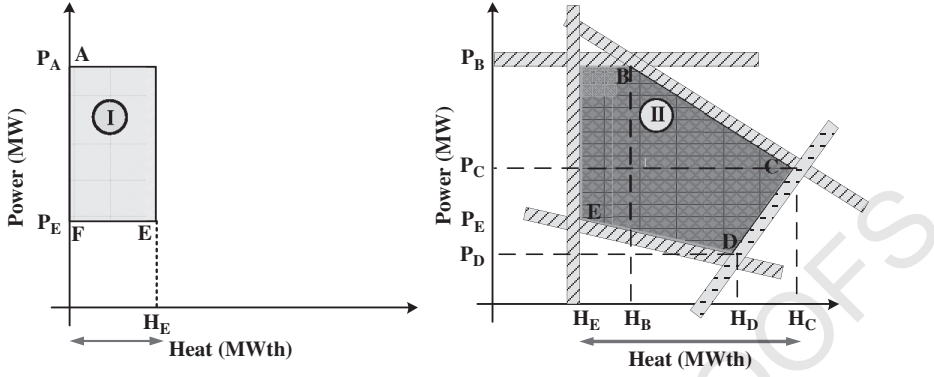 Power (MW)
P_A
A
I
P_E
F
E
H_E
Heat (MWth)
Power (MW)
P_B
B
II
P_C
C
P_E
E
P_D
D
H_E
H_B
H_D
H_C
Heat (MWth)
OOFS